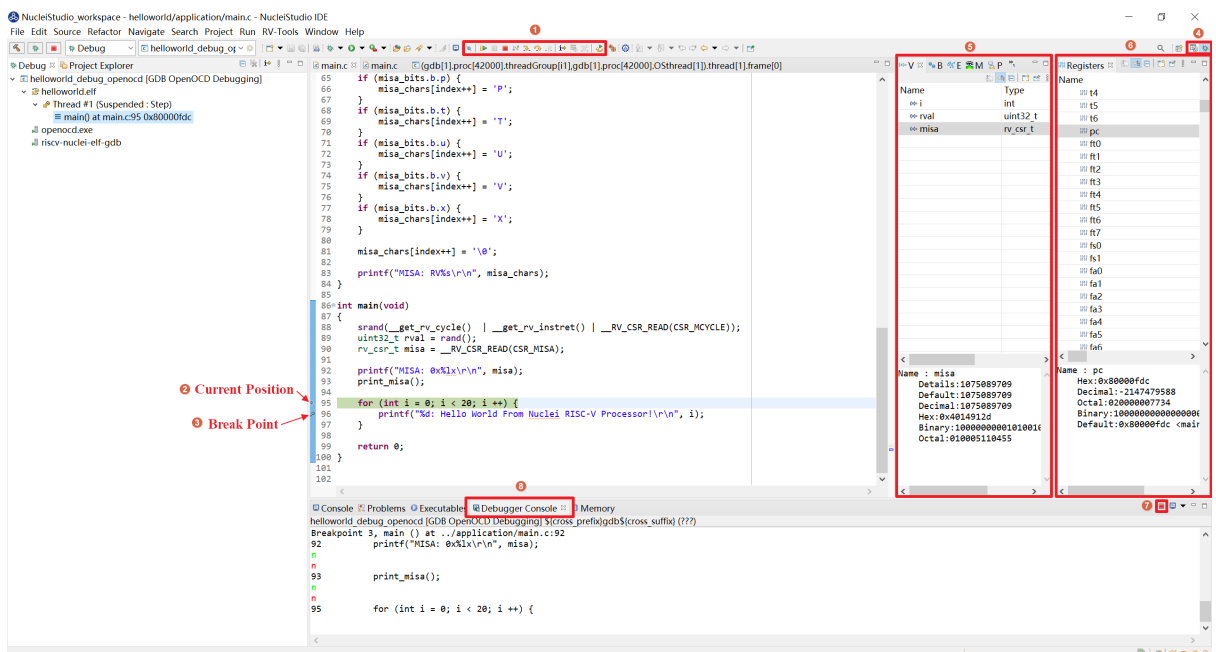 NucleiStudio_workspace - helloworld/application/main.c - NucleiStudio IDE
File Edit Source Refactor Navigate Search Project Run RV-Tools Window Help
1
Debug
helloworld_debug_op
4
5
6
Debug
Project Explorer
helloworld_debug_openocd [GDB OpenOCD Debugging]
helloworld.elf
Thread #1 (Suspended : Step)
main() at main.c:95 0x80000fdc
openocd.exe
riscv-nuclei-elf-gdb
main.c
main.c
(gdb[1].proc[42000].threadGroup[i1],gdb[1].proc[42000].OSthread[1]).thread[1].frame[0]
65 if (misa_bits.b.p) {
66 misa_chars[index++] = 'P';
67 }
68 if (misa_bits.b.t) {
69 misa_chars[index++] = 'T';
70 }
71 if (misa_bits.b.u) {
72 misa_chars[index++] = 'U';
73 }
74 if (misa_bits.b.v) {
75 misa_chars[index++] = 'V';
76 }
77 if (misa_bits.b.x) {
78 misa_chars[index++] = 'X';
79 }
80
81 misa_chars[index++] = '\0';
82
83 printf("MISA: RV%s\r\n", misa_chars);
84 }
85
86 int main(void)
87 {
88 srand(__get_rv_cycle() | __get_rv_instret() | __RV_CSR_READ(CSR_MCYCLE));
89 uint32_t rval = rand();
90 rv_csr_t misa = __RV_CSR_READ(CSR_MISA);
91
92 printf("MISA: 0x%lx\r\n", misa);
93 print_misa();
94
95 for (int i = 0; i < 20; i ++) {
96 printf("%d: Hello World From Nuclei RISC-V Processor!\r\n", i);
97 }
98
99 return 0;
100 }
101
102
2 Current Position
3 Break Point
V B E M P
Name Type
i int
rval uint32_t
misa rv_csr_t
Name : misa
Details:1075089709
Default:1075089709
Decimal:1075089709
Hex:0x4014912d
Binary:1000000000101001
Octal:010005110455
Registers
Name
t4
t5
t6
pc
ft0
ft1
ft2
ft3
ft4
ft5
ft6
ft7
fs0
fs1
fa0
fa1
fa2
fa3
fa4
fa5
fa6
Name : pc
Hex:0x80000fdc
Decimal:-2147479588
Octal:020000007734
Binary:1000000000000000
Default:0x80000fdc <mair
8
7
Console Problems Executables Debugger Console Memory
helloworld_debug_openocd [GDB OpenOCD Debugging] ${cross_prefix}gdb${cross_suffix} (???)
Breakpoint 3, main () at ../application/main.c:92
92 printf("MISA: 0x%lx\r\n", misa);
n
n
93 print_misa();
n
n
95 for (int i = 0; i < 20; i ++) {